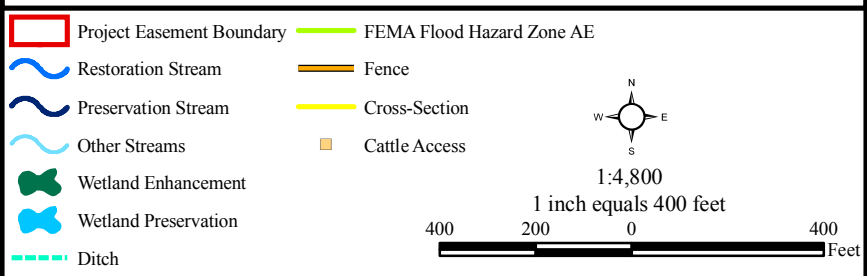 Project Easement Boundary
Restoration Stream
Preservation Stream
Other Streams
Wetland Enhancement
Wetland Preservation
Ditch
FEMA Flood Hazard Zone AE
Fence
Cross-Section
Cattle Access
N
W E
S
1:4,800
1 inch equals 400 feet
400 200 0 400
Feet